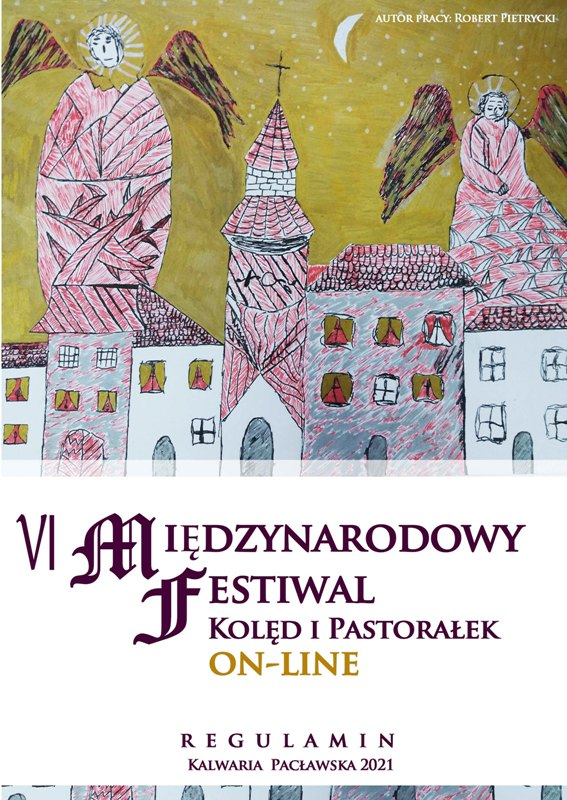 AUTOR PRACY: ROBERT PIETRYCKI
VI MIĘDZYNARODOWY
FESTIWAL
KOLĘD I PASTORAŁEK
ON-LINE
REGULAMIN
KALWARIA PACŁAWSKA 2021